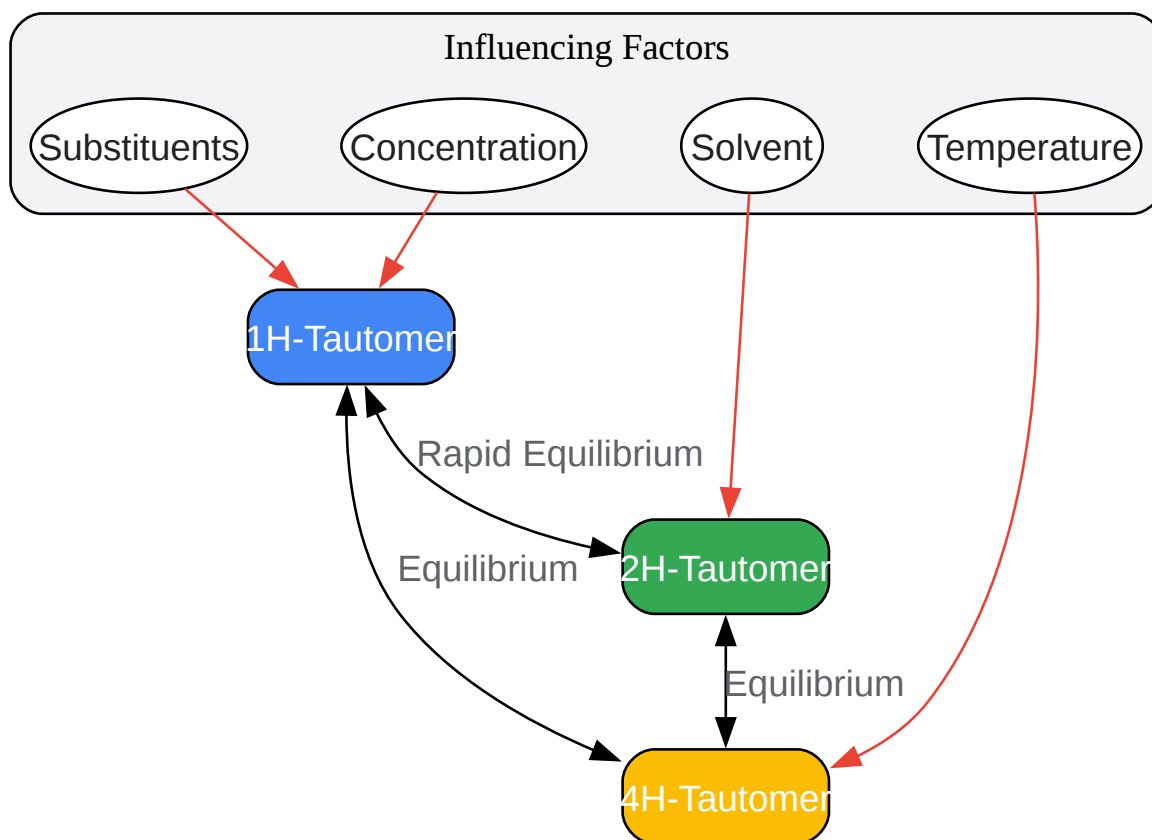 Influencing Factors
Substituents
Concentration
Solvent
Temperature
1H-Tautomer
Rapid Equilibrium
Equilibrium
2H-Tautomer
Equilibrium
4H-Tautomer